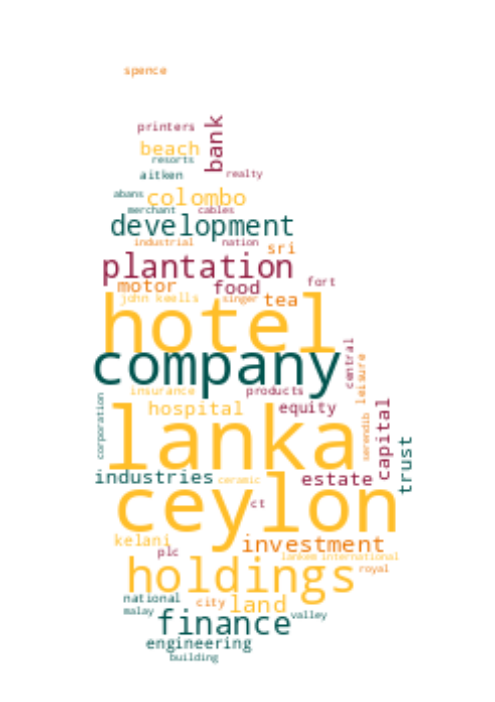 spence
printers
bank
beach
resorts
aitken
realty
abans
colombo
merchant
cables
development
industrial
nation
sri
plantation
motor
food
fort
john keells
singer
tea
hotel
company
central
leisure
insurance
products
corporation
hospital
equity
capital
serendib
lanka
trust
industries
ceramic
estate
ceylon
ct
kelani
plc
investment
lankem international
holdings
royal
national
city
land
malay
valley
finance
engineering
building